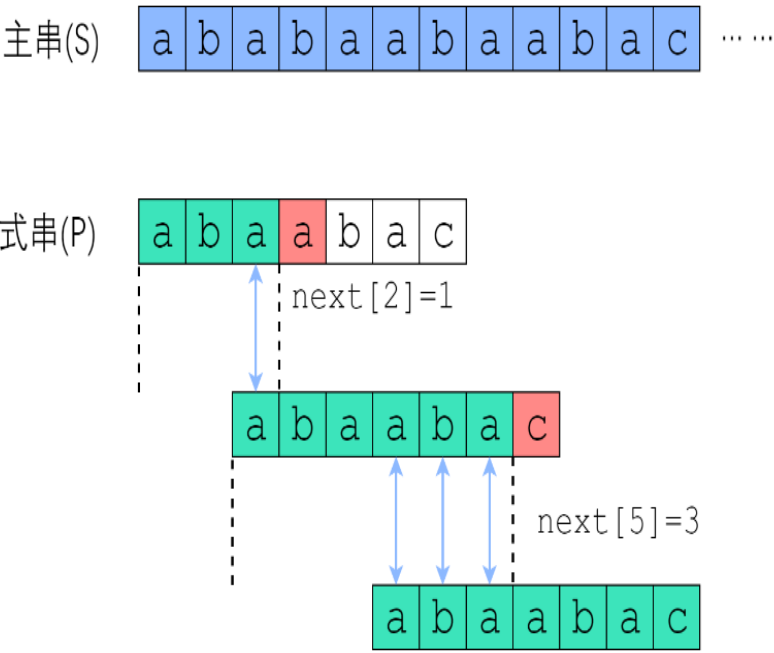 主串(S) a b a b a a b a a b a c ... ...
式串(P) a b a a b a c
next[2]=1
a b a a b a c
next[5]=3
a b a a b a c